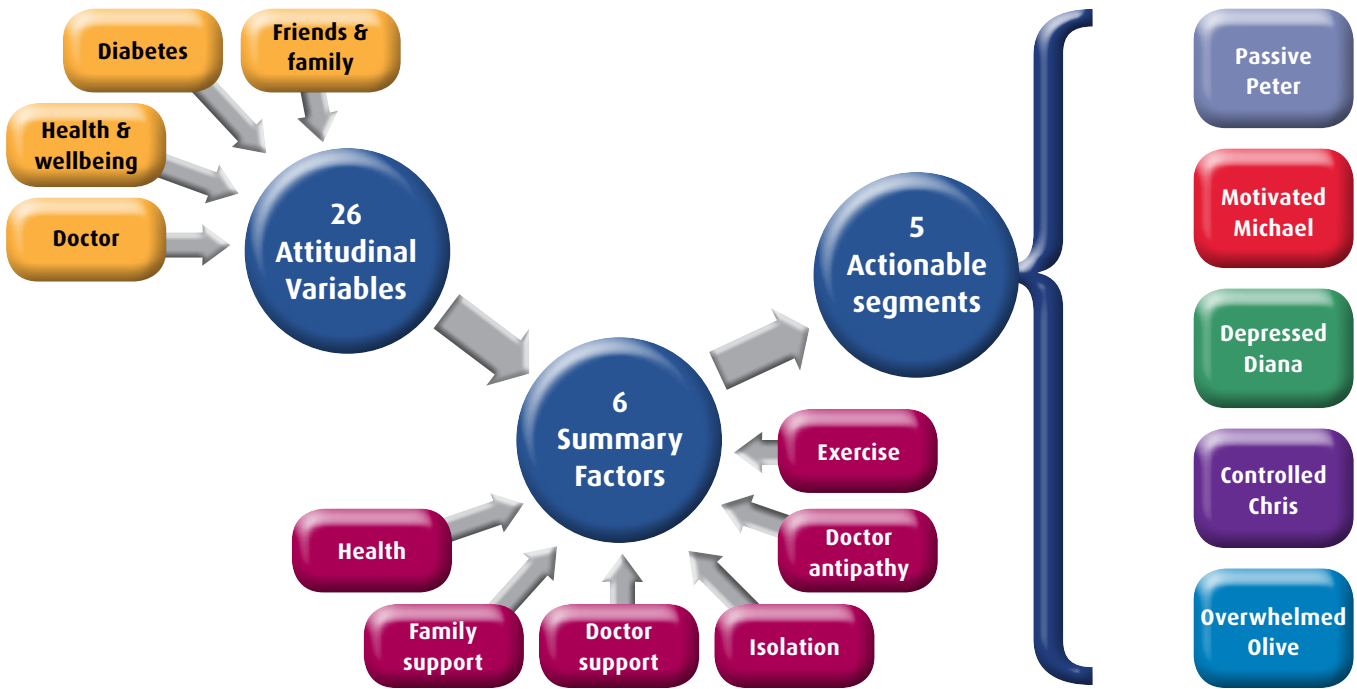 Diabetes
Friends &
family
Health &
wellbeing
Doctor
26
Attitudinal
Variables
6
Summary
Factors
Health
Family
support
Doctor
support
Isolation
Doctor
antipathy
Exercise
5
Actionable
segments
Passive
Peter
Motivated
Michael
Depressed
Diana
Controlled
Chris
Overwhelmed
Olive